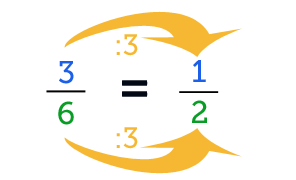 :3
3/6 = 1/2
:3